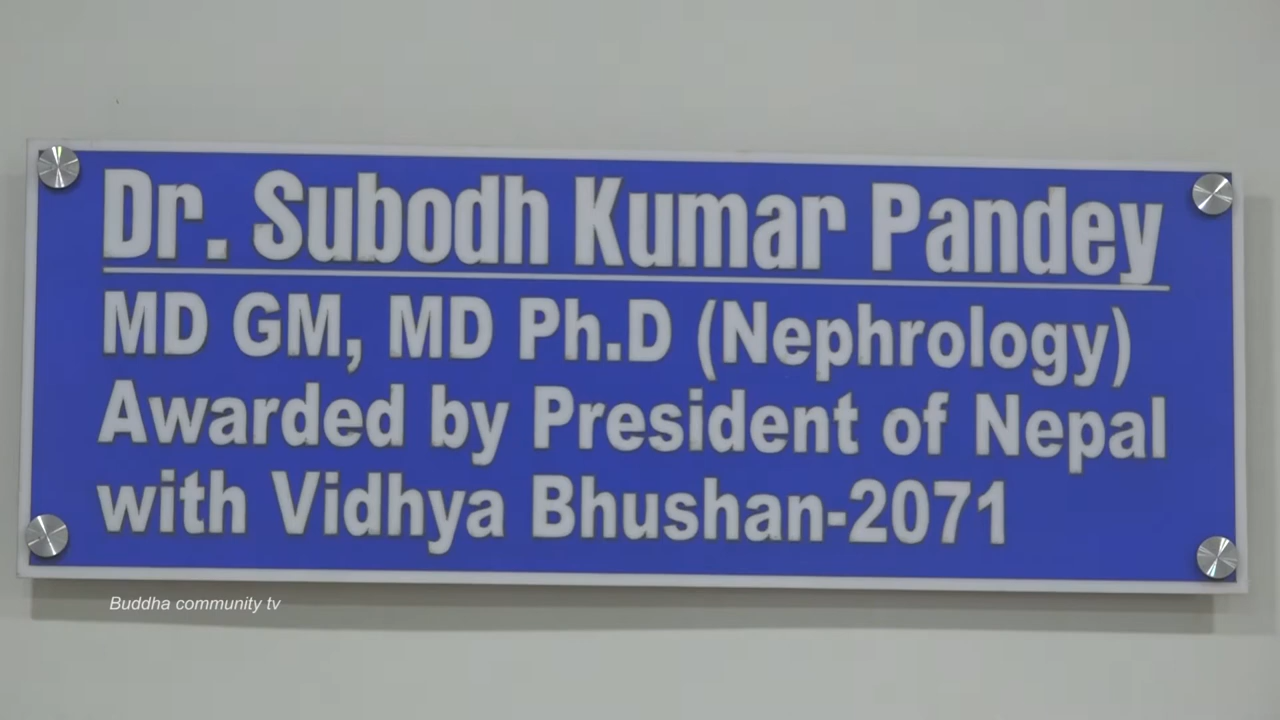 Dr. Subodh Kumar Pandey
MD GM, MD Ph.D (Nephrology)
Awarded by President of Nepal
with Vidhya Bhushan-2071
Buddha community tv